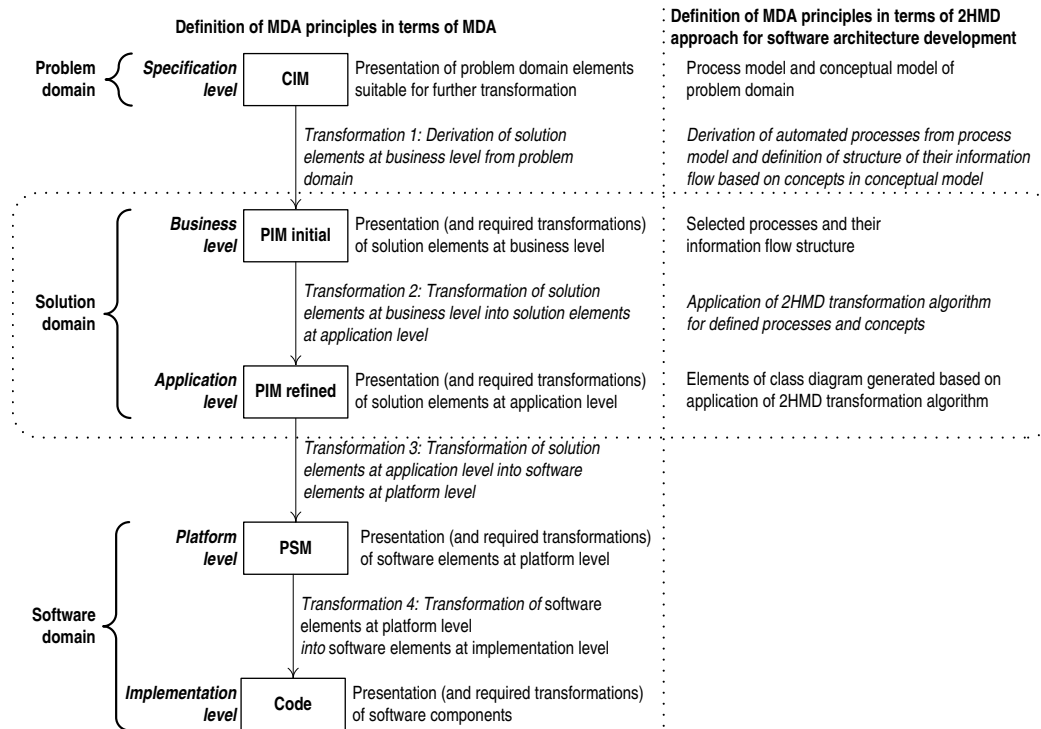 Definition of MDA principles in terms of MDA
Definition of MDA principles in terms of 2HMD
approach for software architecture development
Problem
domain
Specification
level
CIM
Presentation of problem domain elements
suitable for further transformation
Process model and conceptual model of
problem domain
Transformation 1: Derivation of solution
elements at business level from problem
domain
Derivation of automated processes from process
model and definition of structure of their information
flow based on concepts in conceptual model
Solution
domain
Business
level
PIM initial
Presentation (and required transformations)
of solution elements at business level
Selected processes and their
information flow structure
Transformation 2: Transformation of solution
elements at business level into solution elements
at application level
Application of 2HMD transformation algorithm
for defined processes and concepts
Application
level
PIM refined
Presentation (and required transformations)
of solution elements at application level
Elements of class diagram generated based on
application of 2HMD transformation algorithm
Transformation 3: Transformation of solution
elements at application level into software
elements at platform level
Software
domain
Platform
level
PSM
Presentation (and required transformations)
of software elements at platform level
Transformation 4: Transformation of software
elements at platform level
into software elements at implementation level
Implementation
level
Code
Presentation (and required transformations)
of software components